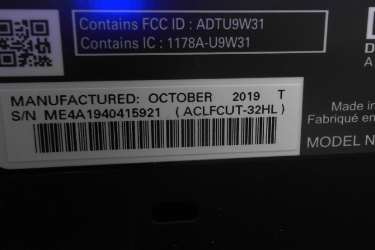 Contains FCC ID : ADTU9W31
Contains IC : 1178A-U9W31
D
D
A
MANUFACTURED: OCTOBER 2019 T
S/N ME4A1940415921 (ACLFCUT-32HL)
Made in
Fabriqué en
MODEL N